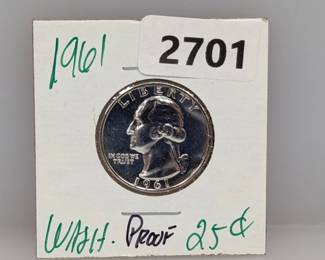 1961
2701
LIBERTY
IN GOD WE
TRUST
1961
WASH. PROOF 25¢